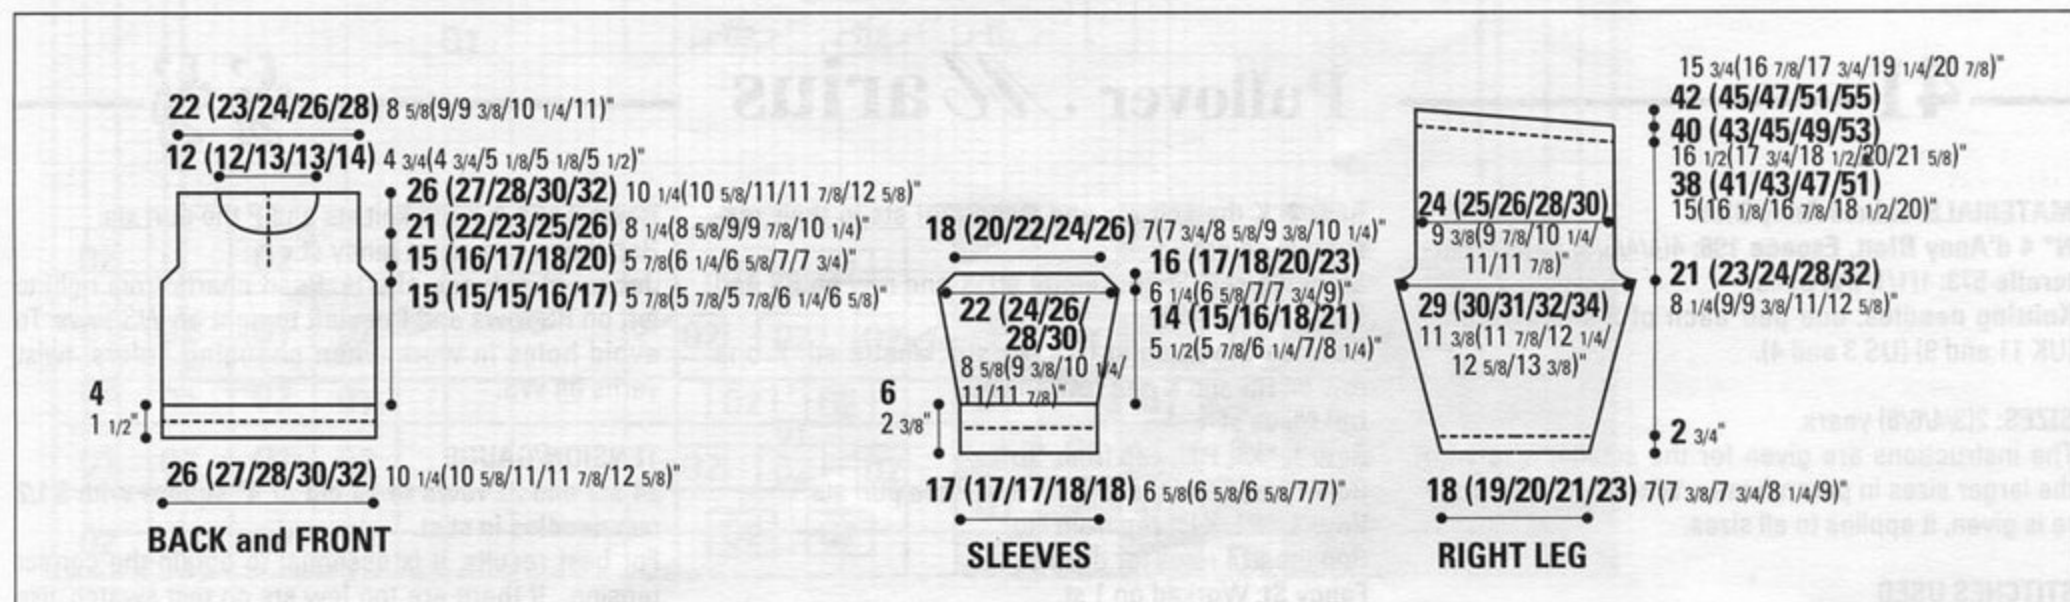 22 (23/24/26/28) 8 5/8(9/9 3/8/10 1/4/11)"
12 (12/13/13/14) 4 3/4(4 3/4/5 1/8/5 1/8/5 1/2)"
26 (27/28/30/32) 10 1/4(10 5/8/11/11 7/8/12 5/8)"
21 (22/23/25/26) 8 1/4(8 5/8/9/9 7/8/10 1/4)"
15 (16/17/18/20) 5 7/8(6 1/4/6 5/8/7/7 3/4)"
15 (15/15/16/17) 5 7/8(5 7/8/5 7/8/6 1/4/6 5/8)"
4
1 1/2"
26 (27/28/30/32) 10 1/4(10 5/8/11/11 7/8/12 5/8)"
BACK and FRONT
18 (20/22/24/26) 7(7 3/4/8 5/8/9 3/8/10 1/4)"
16 (17/18/20/23)
6 1/4(6 5/8/7/7 3/4/9)"
14 (15/16/18/21)
5 1/2(5 7/8/6 1/4/7/8 1/4)"
22 (24/26/
28/30)
8 5/8(9 3/8/10 1/4/
11/11 7/8)"
6
2 3/8"
17 (17/17/18/18) 6 5/8(6 5/8/6 5/8/7/7)"
SLEEVES
15 3/4(16 7/8/17 3/4/19 1/4/20 7/8)"
42 (45/47/51/55)
40 (43/45/49/53)
16 1/2(17 3/4/18 1/2/20/21 5/8)"
38 (41/43/47/51)
15(16 1/8/16 7/8/18 1/2/20)"
24 (25/26/28/30)
9 3/8(9 7/8/10 1/4/
11/11 7/8)"
21 (23/24/28/32)
8 1/4(9/9 3/8/11/12 5/8)"
29 (30/31/32/34)
11 3/8(11 7/8/12 1/4/
12 5/8/13 3/8)"
2 3/4"
18 (19/20/21/23) 7(7 3/8/7 3/4/8 1/4/9)"
RIGHT LEG